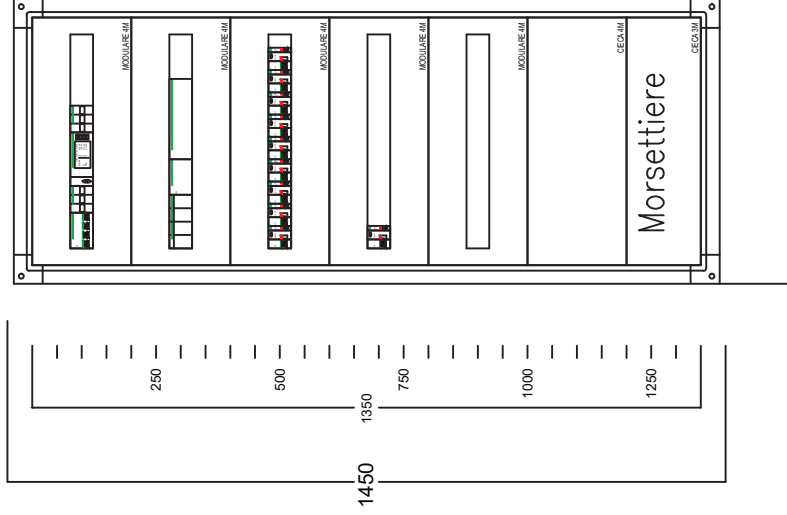 MODULARE 4M
MODULARE 4M
MODULARE 4M
MODULARE 4M
MODULARE 4M
CIECA 4M
CIECA 3M
Morsettiere
250
500
750
1000
1250
1350
1450